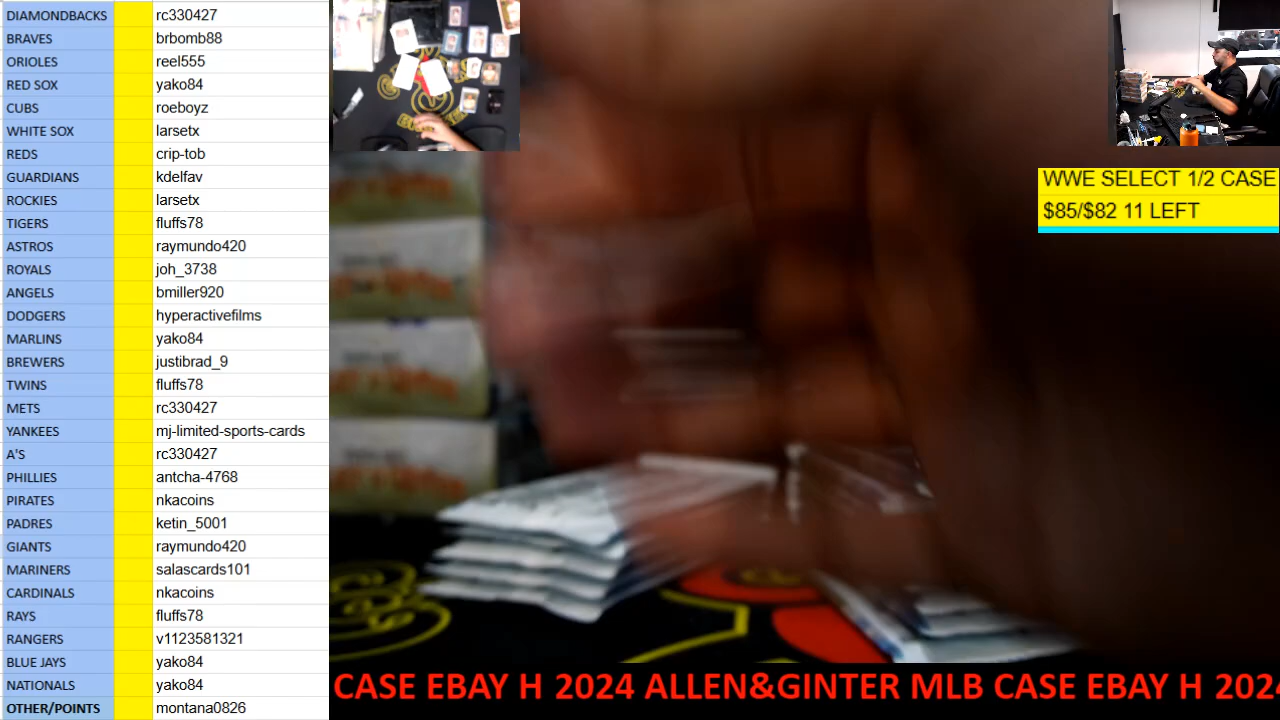 DIAMONDBACKS rc330427
BRAVES brbomb88
ORIOLES reel555
RED SOX yako84
CUBS roeboyz
WHITE SOX larsetx
REDS crip-tob
GUARDIANS kdelfav
ROCKIES larsetx
TIGERS fluffs78
ASTROS raymundo420
ROYALS joh_3738
ANGELS bmiller920
DODGERS hyperactivefilms
MARLINS yako84
BREWERS justibrad_9
TWINS fluffs78
METS rc330427
YANKEES mj-limited-sports-cards
A'S rc330427
PHILLIES antcha-4768
PIRATES nkacoins
PADRES ketin_5001
GIANTS raymundo420
MARINERS salascards101
CARDINALS nkacoins
RAYS fluffs78
RANGERS v1123581321
BLUE JAYS yako84
NATIONALS yako84
OTHER/POINTS montana0826
WWE SELECT 1/2 CASE
$85/$82 11 LEFT
CASE EBAY H 2024 ALLEN&GINTER MLB CASE EBAY H 202